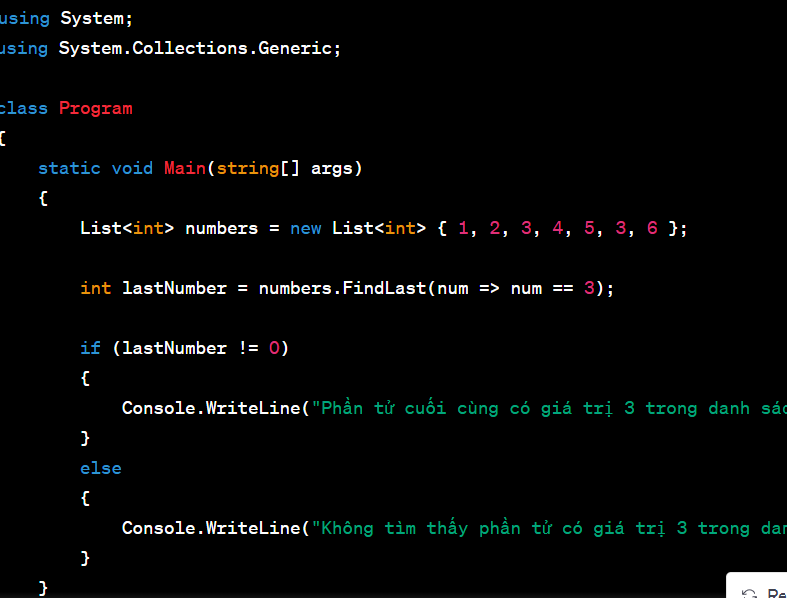 using System;
using System.Collections.Generic;
class Program
{
static void Main(string[] args)
{
List<int> numbers = new List<int> { 1, 2, 3, 4, 5, 3, 6 };
int lastNumber = numbers.FindLast(num => num == 3);
if (lastNumber != 0)
{
Console.WriteLine("Phần tử cuối cùng có giá trị 3 trong danh
}
else
{
Console.WriteLine("Không tìm thấy phần tử có giá trị 3 trong
}
}